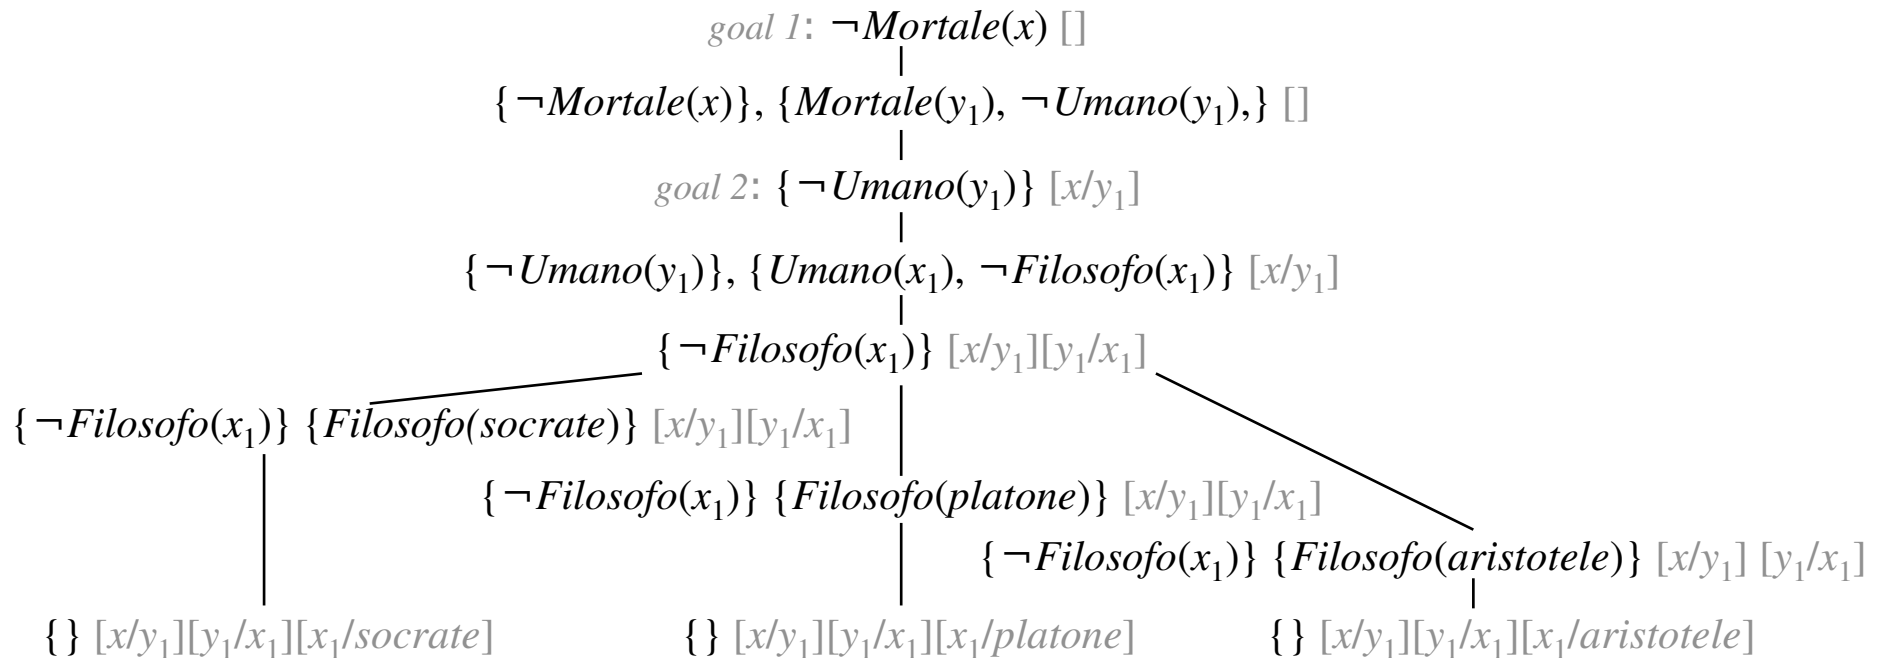 goal 1: ¬Mortale(x) []
{¬Mortale(x)}, {Mortale(y₁), ¬Umano(y₁),} []
goal 2: {¬Umano(y₁)} [x/y₁]
{¬Umano(y₁)}, {Umano(x₁), ¬Filosofo(x₁)} [x/y₁]
{¬Filosofo(x₁)} [x/y₁][y₁/x₁]
{¬Filosofo(x₁)} {Filosofo(socrate)} [x/y₁][y₁/x₁]
{¬Filosofo(x₁)} {Filosofo(platone)} [x/y₁][y₁/x₁]
{¬Filosofo(x₁)} {Filosofo(aristotele)} [x/y₁] [y₁/x₁]
{} [x/y₁][y₁/x₁][x₁/socrate]
{} [x/y₁][y₁/x₁][x₁/platone]
{} [x/y₁][y₁/x₁][x₁/aristotele]